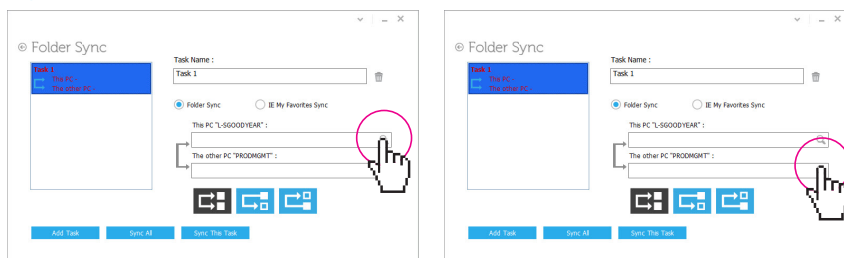 Folder Sync
Task Name :
Task 1
This PC -
The other PC -
Task 1
Folder Sync
IE My Favorites Sync
This PC "L-SGOODYEAR" :
The other PC "PRODMGMT" :
Add Task
Sync All
Sync This Task
Folder Sync
Task Name :
Task 1
This PC -
The other PC -
Task 1
Folder Sync
IE My Favorites Sync
This PC "L-SGOODYEAR" :
The other PC "PRODMGMT" :
Add Task
Sync All
Sync This Task